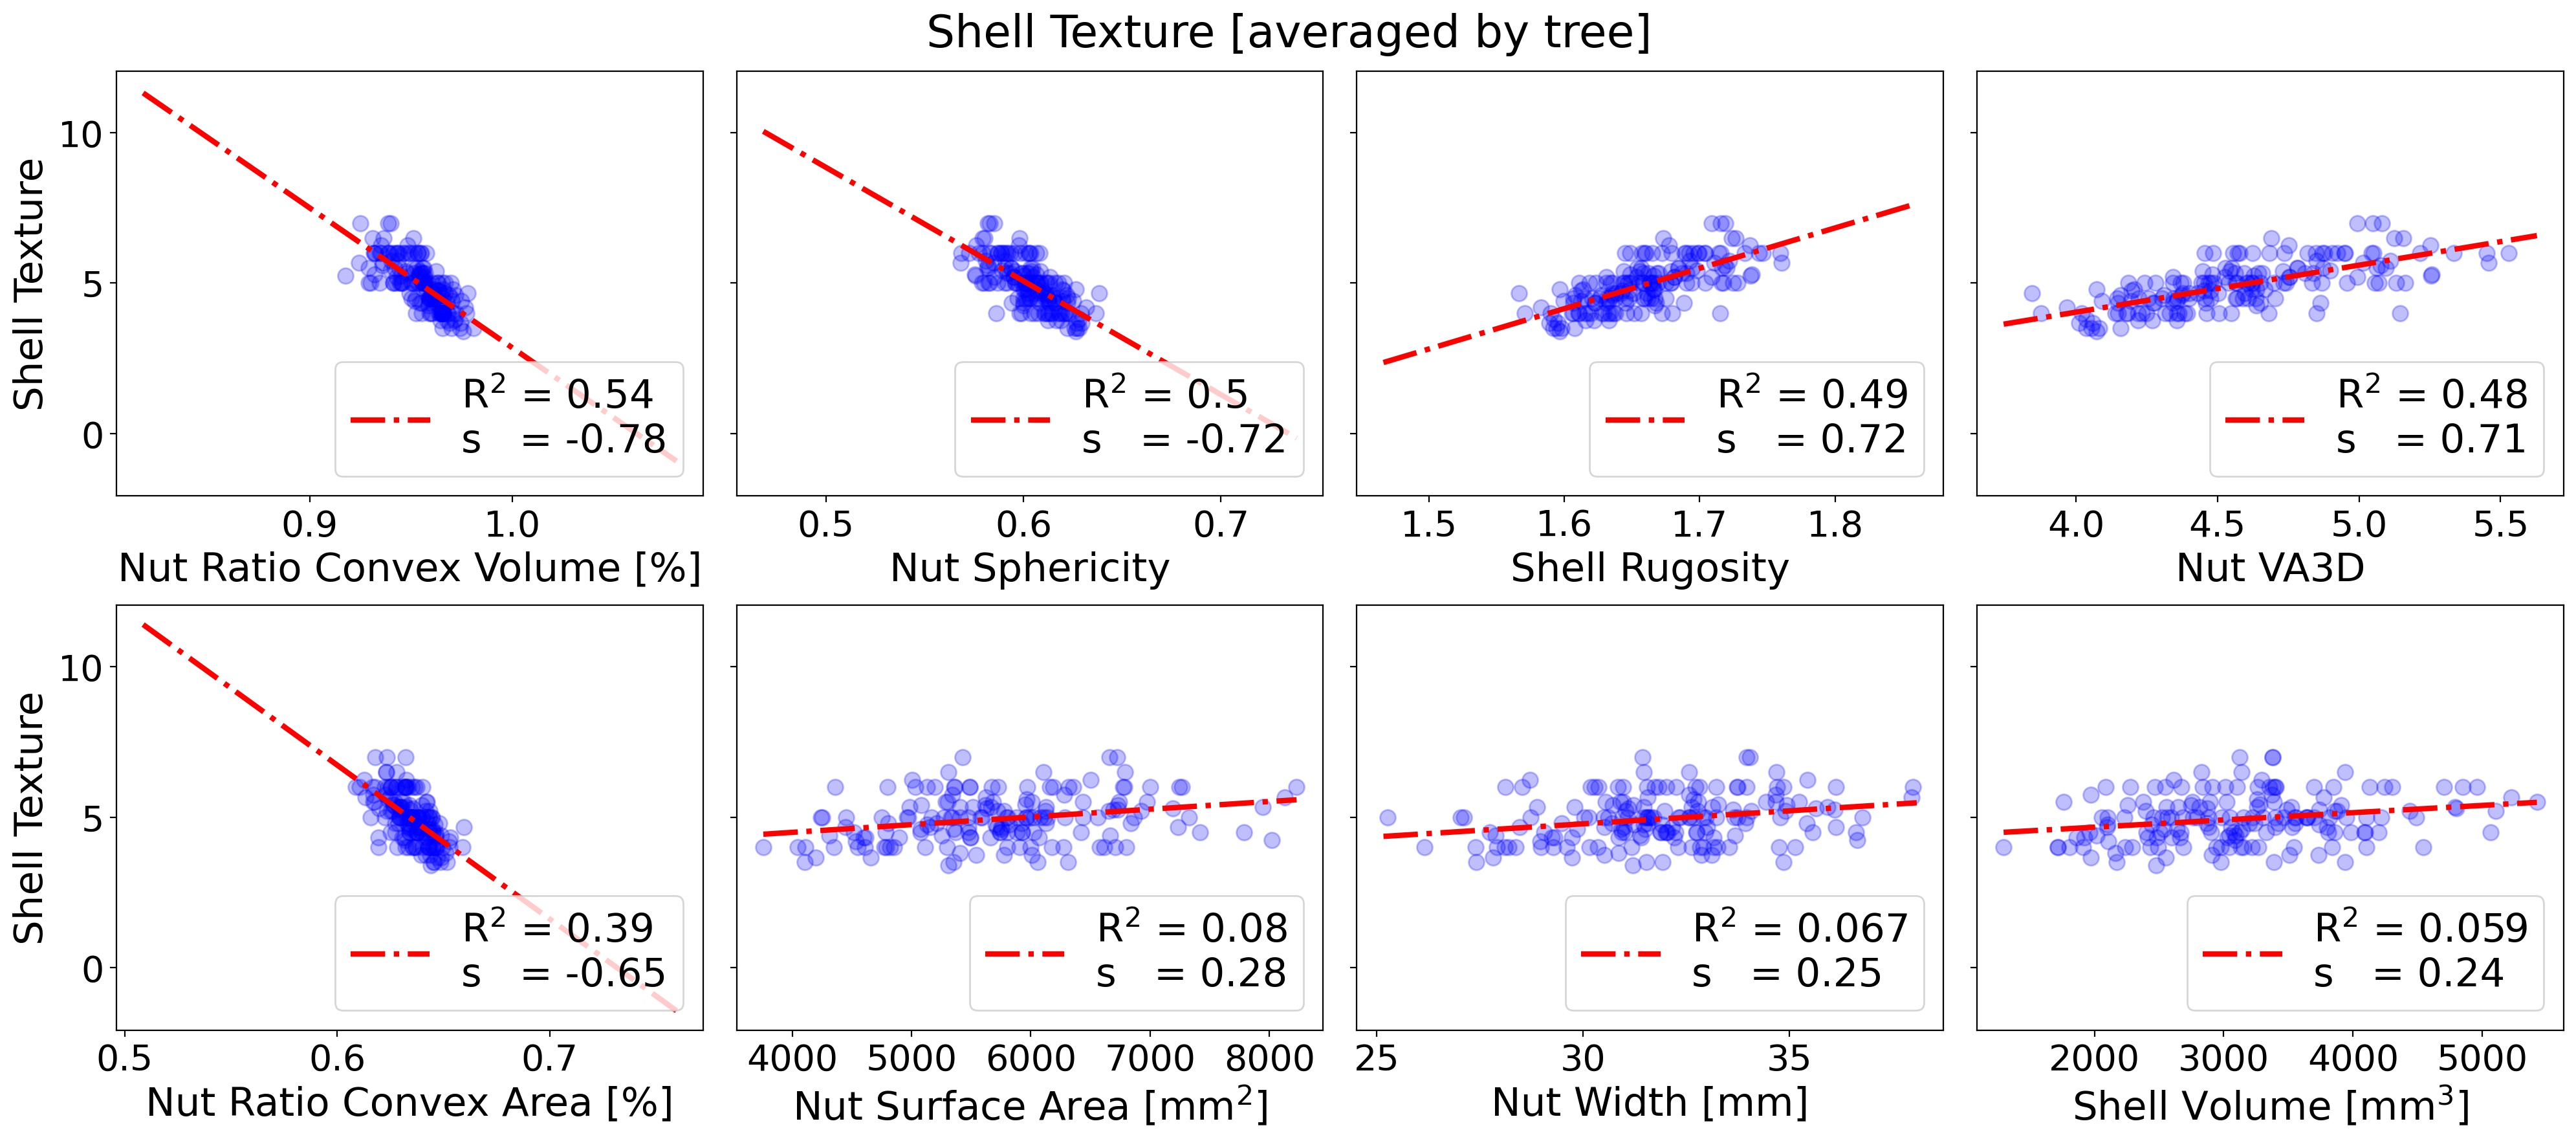 Shell Texture [averaged by tree]
Shell Texture
10
5
0
R² = 0.54
s = -0.78
0.9 1.0
Nut Ratio Convex Volume [%]
R² = 0.5
s = -0.72
0.5 0.6 0.7
Nut Sphericity
R² = 0.49
s = 0.72
1.5 1.6 1.7 1.8
Shell Rugosity
R² = 0.48
s = 0.71
4.0 4.5 5.0 5.5
Nut VA3D
Shell Texture
10
5
0
R² = 0.39
s = -0.65
0.5 0.6 0.7
Nut Ratio Convex Area [%]
R² = 0.08
s = 0.28
4000 5000 6000 7000 8000
Nut Surface Area [mm²]
R² = 0.067
s = 0.25
25 30 35
Nut Width [mm]
R² = 0.059
s = 0.24
2000 3000 4000 5000
Shell Volume [mm³]